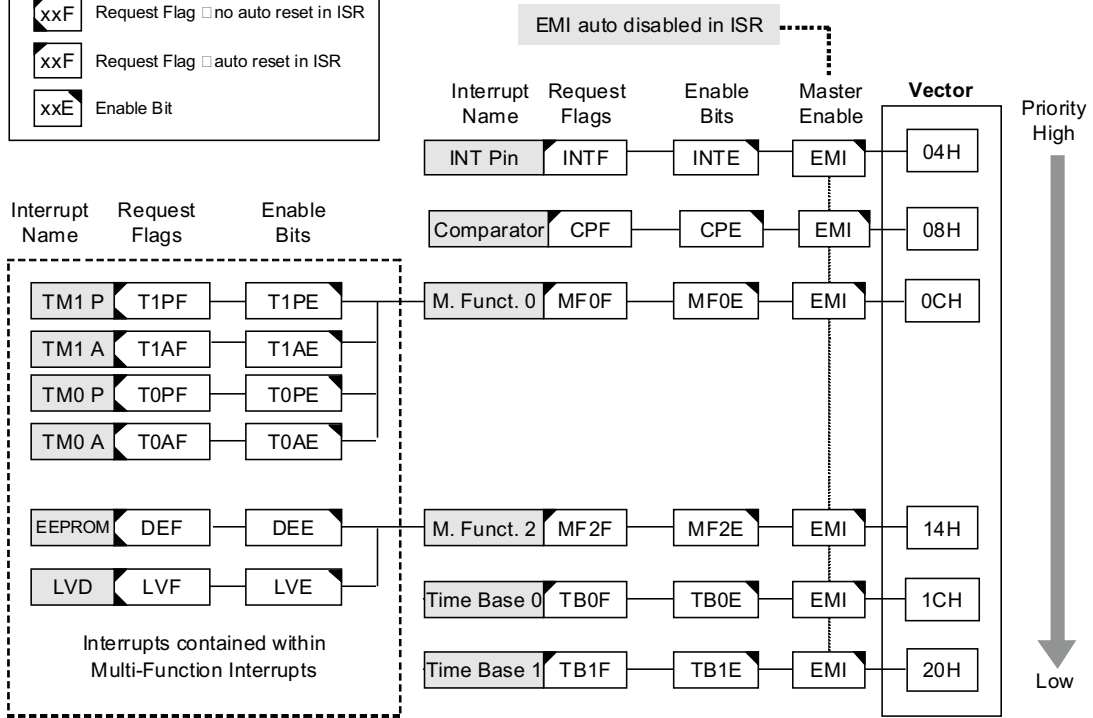 xxF Request Flag □ no auto reset in ISR
xxF Request Flag □ auto reset in ISR
xxE Enable Bit
EMI auto disabled in ISR
Interrupt Name Request Flags Enable Bits Master Enable Vector
Priority
High
INT Pin INTF INTE EMI 04H
Comparator CPF CPE EMI 08H
Interrupt Name Request Flags Enable Bits
TM1 P T1PF T1PE M. Funct. 0 MF0F MF0E EMI 0CH
TM1 A T1AF T1AE
TM0 P T0PF T0PE
TM0 A T0AF T0AE
EEPROM DEF DEE M. Funct. 2 MF2F MF2E EMI 14H
LVD LVF LVE Time Base 0 TB0F TB0E EMI 1CH
Interrupts contained within
Multi-Function Interrupts
Time Base 1 TB1F TB1E EMI 20H
Low